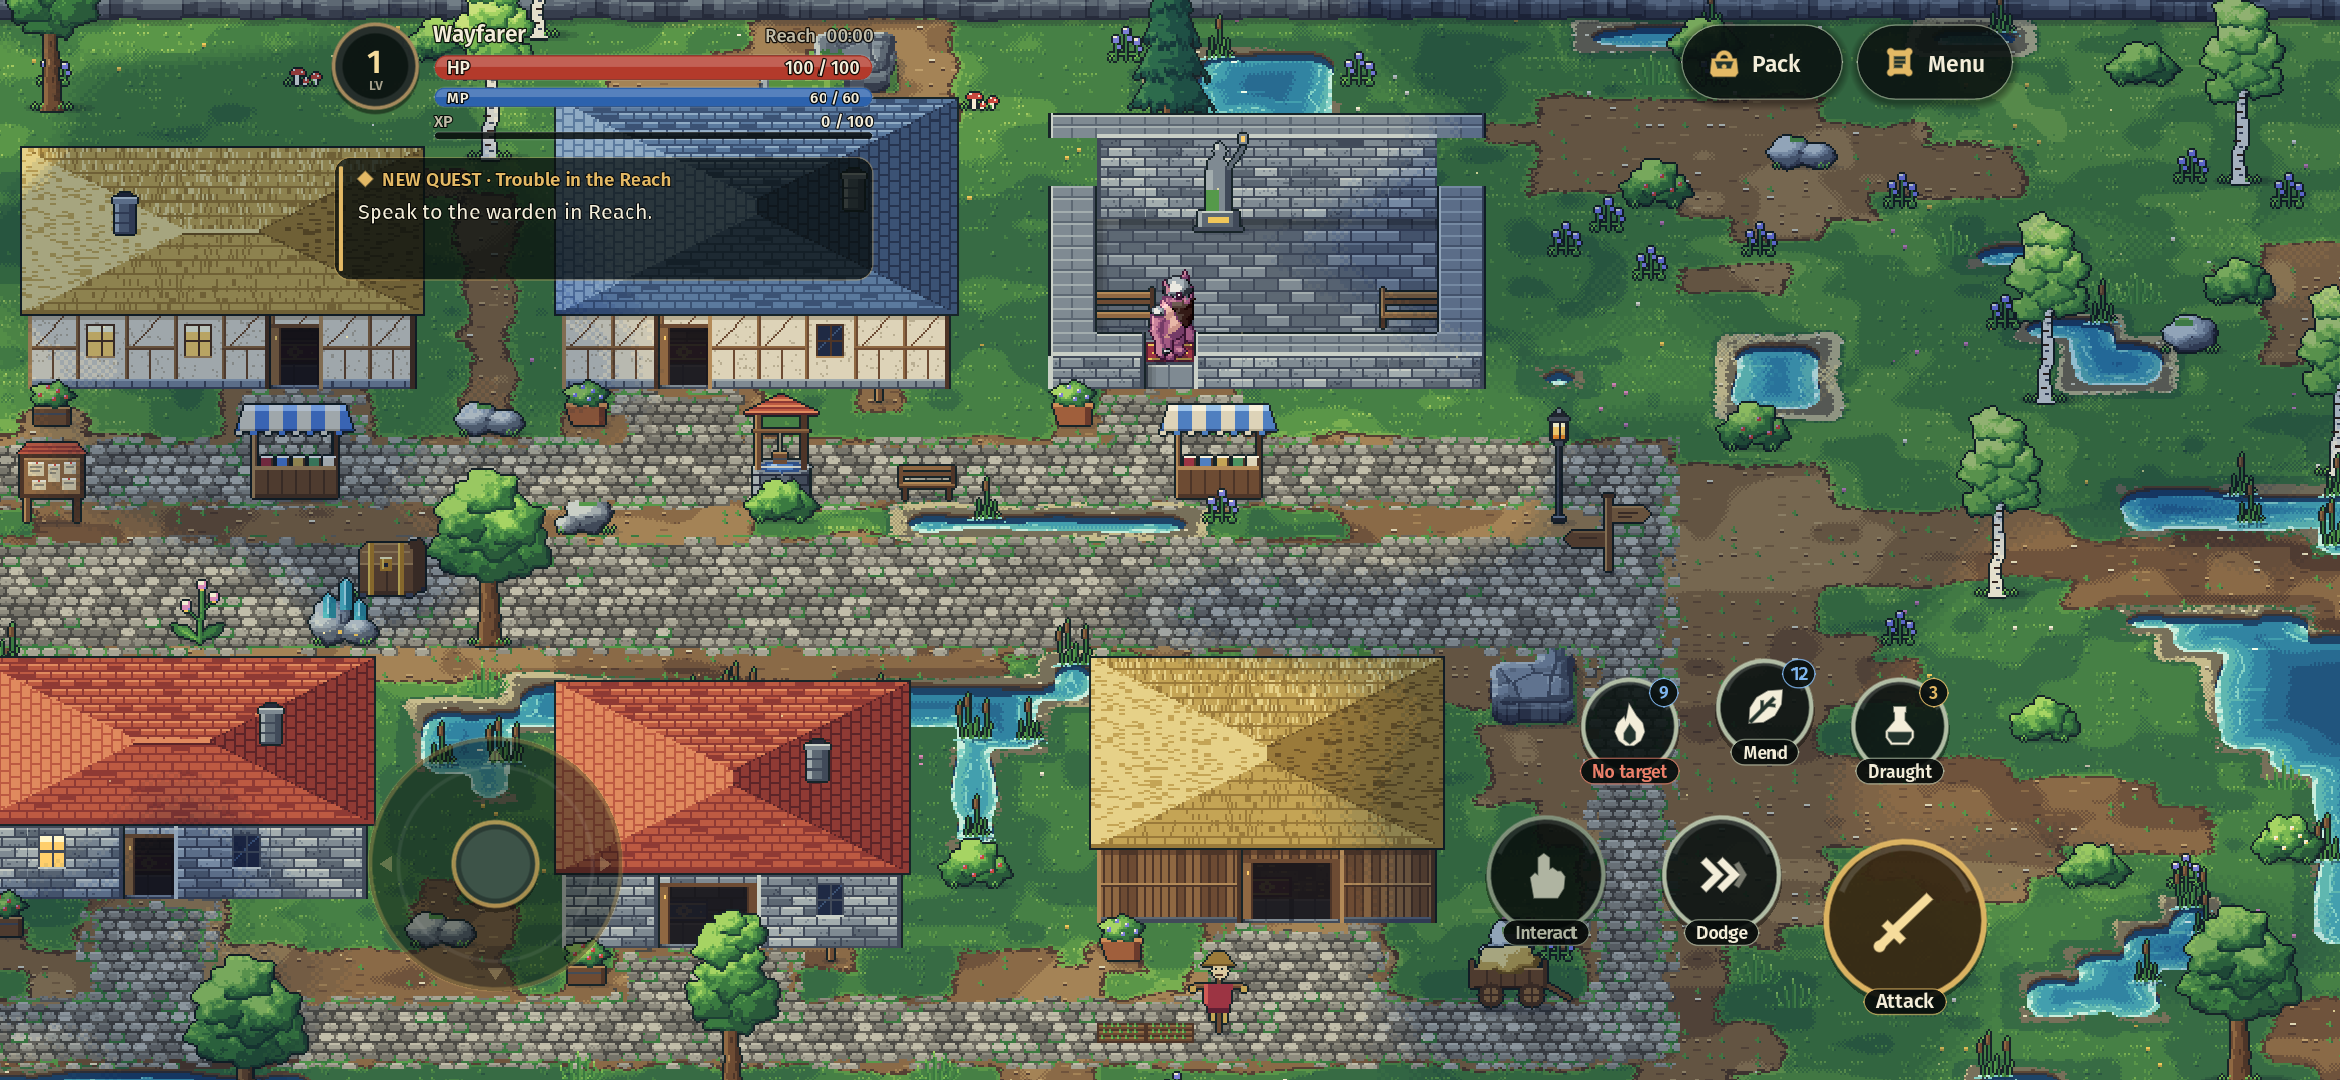 Wayfarer
Reach 00:00
1
LV
HP 100 / 100
MP 60 / 60
XP 0 / 100
NEW QUEST · Trouble in the Reach
Speak to the warden in Reach.
Pack
Menu
9
No target
12
Mend
3
Draught
Interact
Dodge
Attack